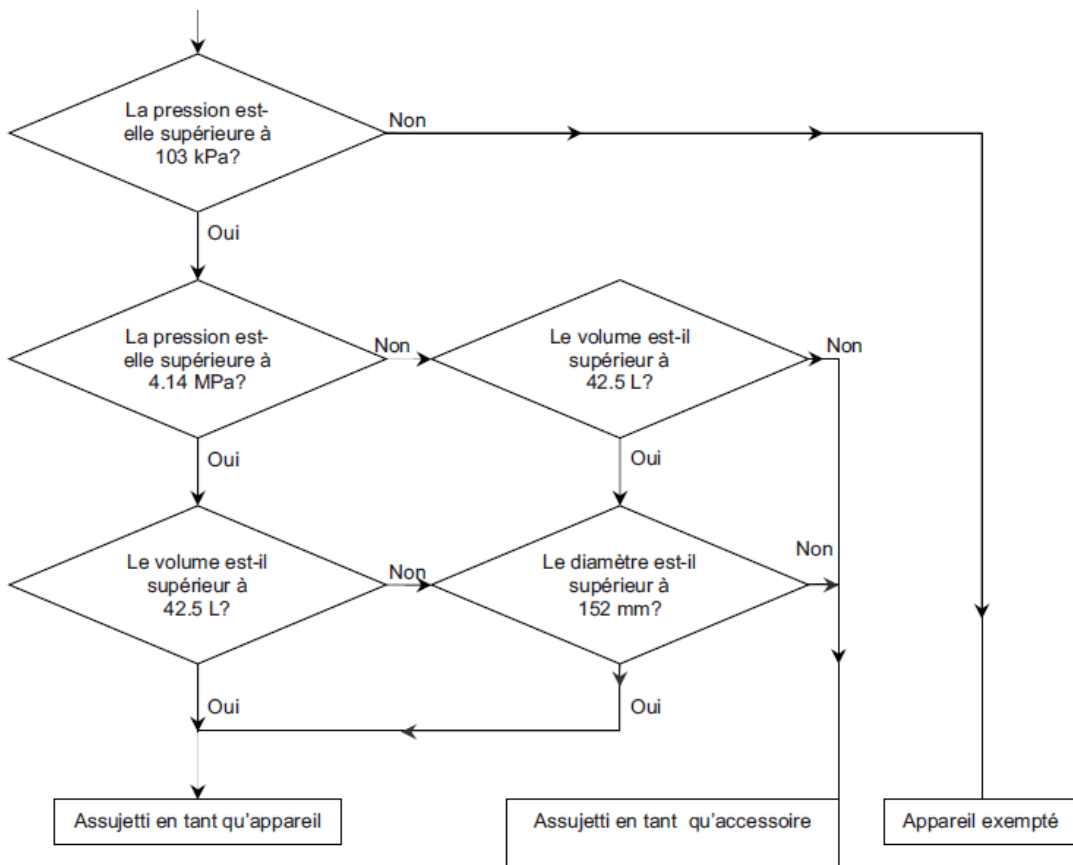 La pression est-
elle supérieure à
103 kPa?
Non
Oui
La pression est-
elle supérieure à
4.14 MPa?
Non
Le volume est-il
supérieur à
42.5 L?
Non
Oui
Oui
Le volume est-il
supérieur à
42.5 L?
Non
Le diamètre est-il
supérieur à
152 mm?
Non
Oui
Oui
Assujetti en tant qu'appareil
Assujetti en tant qu'accessoire
Appareil exempté